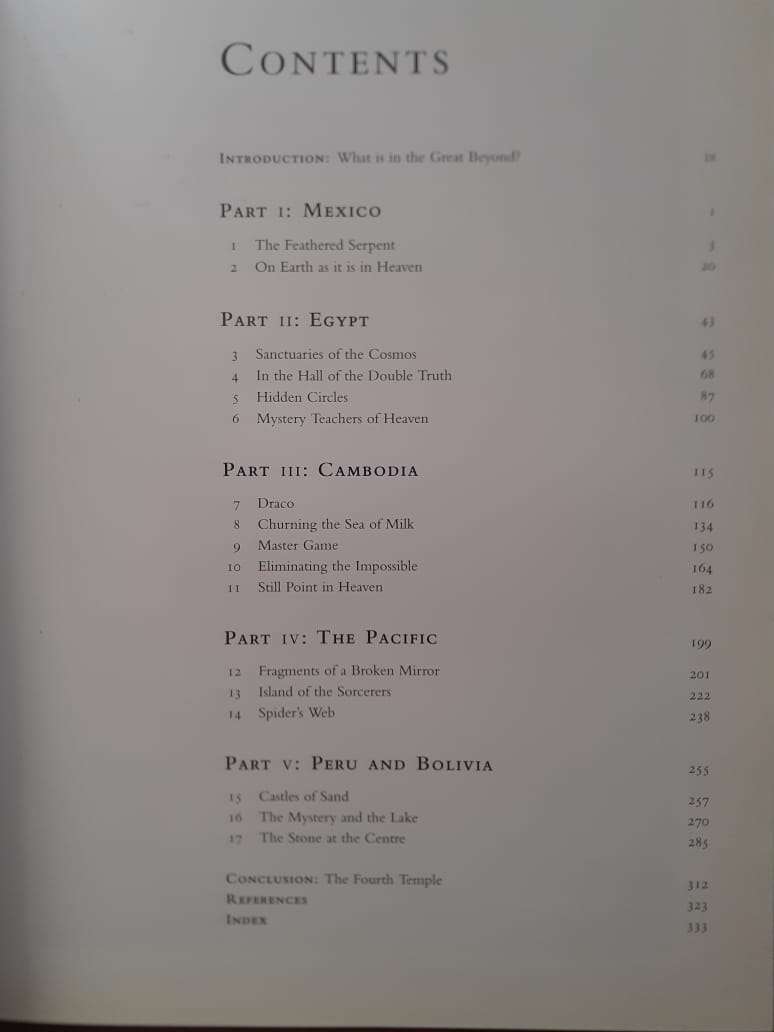 CONTENTS
INTRODUCTION: What is in the Great Beyond?
PART I: MEXICO
1 The Feathered Serpent
2 On Earth as it is in Heaven 20
PART II: EGYPT 43
3 Sanctuaries of the Cosmos 45
4 In the Hall of the Double Truth 68
5 Hidden Circles 87
6 Mystery Teachers of Heaven 100
PART III: CAMBODIA 115
7 Draco 116
8 Churning the Sea of Milk 134
9 Master Game 150
10 Eliminating the Impossible 164
11 Still Point in Heaven 182
PART IV: THE PACIFIC 199
12 Fragments of a Broken Mirror 201
13 Island of the Sorcerers 222
14 Spider's Web 238
PART V: PERU AND BOLIVIA 255
15 Castles of Sand 257
16 The Mystery and the Lake 270
17 The Stone at the Centre 285
CONCLUSION: The Fourth Temple 312
REFERENCES 323
INDEX 333